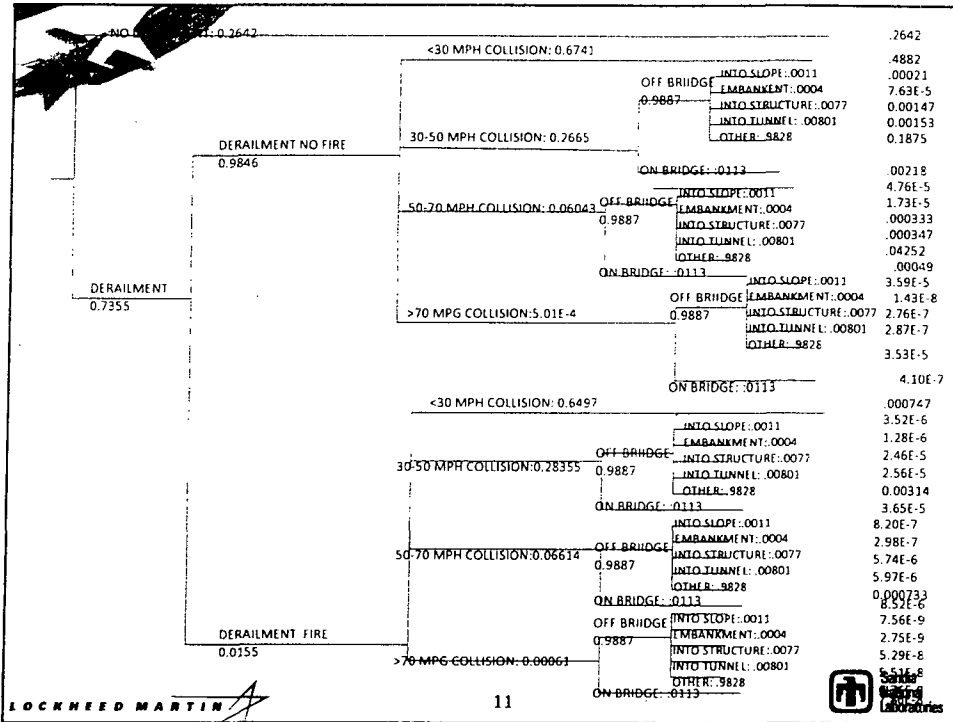 NO T: 0.2642 .2642
<30 MPH COLLISION: 0.6741 .4882
OFF BRIIDGE INTO SLOPE:.0011 .00021
0.9887 EMBANKENT:.0004 7.63E-5
INTO STRUCTURE:.0077 0.00147
INTO TUNNEL: .00801 0.00153
OTHER: .9828 0.1875
DERAILMENT NO FIRE
0.9846
30-50 MPH COLLISION: 0.2665
ON BRIDGE: :0113 .00218
4.76E-5
OFF BRIIDGE INTO SLOPE:.0011 1.73E-5
50-70 MPH COLLISION: 0.06043
0.9887 EMBANKMENT:.0004 .000333
INTO STRUCTURE:.0077 .000347
INTO TUNNEL: .00801 .04252
OTHER: .9828
ON BRIDGE: :0113 .00049
DERAILMENT
0.7355
INTO SLOPE:.0011 3.59E-5
OFF BRIIDGE EMBANKMENT:.0004 1.43E-8
>70 MPG COLLISION:5.01E-4
0.9887 INTO STRUCTURE:.0077 2.76E-7
INTO TUNNEL: .00801 2.87E-7
OTHER: .9828
3.53E-5
ON BRIDGE: :0113 4.10E-7
<30 MPH COLLISION: 0.6497 .000747
3.52E-6
INTO SLOPE:.0011 1.28E-6
EMBANKMENT:.0004
OFF BRIIDGE INTO STRUCTURE:.0077 2.46E-5
30-50 MPH COLLISION:0.28355
0.9887 INTO TUNNEL: .00801 2.56E-5
OTHER: .9828 0.00314
ON BRIDGE: :0113 3.65E-5
INTO SLOPE:.0011 8.20E-7
EMBANKMENT:.0004 2.98E-7
OFF BRIIDGE INTO STRUCTURE:.0077 5.74E-6
50-70 MPH COLLISION:0.06614
0.9887 INTO TUNNEL: .00801 5.97E-6
OTHER: .9828 0.000733
ON BRIDGE: :0113 8.52E-6
OFF BRIIDGE INTO SLOPE:.0011 7.56E-9
EMBANKMENT:.0004 2.75E-9
DERAILMENT FIRE
0.0155
0.9887 INTO STRUCTURE:.0077 5.29E-8
>70 MPG COLLISION: 0.00061
INTO TUNNEL: .00801
OTHER: .9828
ON BRIDGE: :0113
LOCKHEED MARTIN
11
Sandia
National
Laboratories